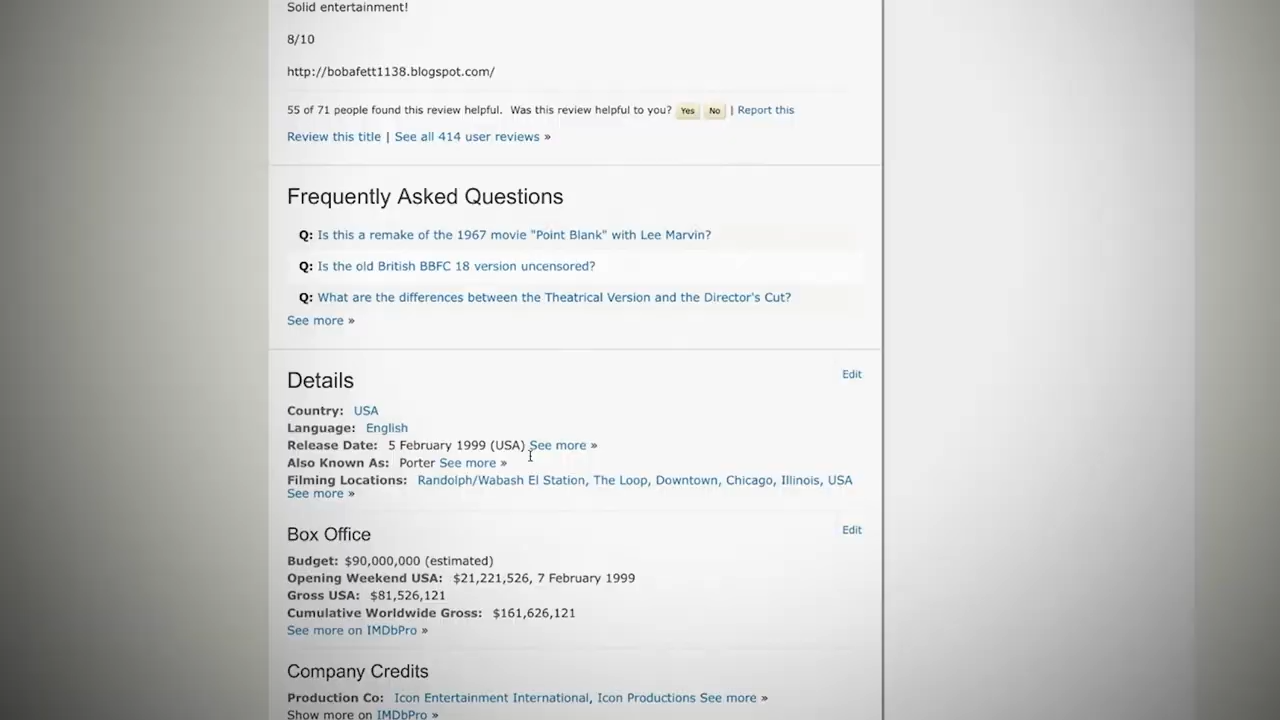 Solid entertainment!
8/10
http://bobafett1138.blogspot.com/
55 of 71 people found this review helpful. Was this review helpful to you? Yes No | Report this
Review this title | See all 414 user reviews »
Frequently Asked Questions
Q: Is this a remake of the 1967 movie "Point Blank" with Lee Marvin?
Q: Is the old British BBFC 18 version uncensored?
Q: What are the differences between the Theatrical Version and the Director's Cut?
See more »
Details Edit
Country: USA
Language: English
Release Date: 5 February 1999 (USA) See more »
Also Known As: Porter See more »
Filming Locations: Randolph/Wabash El Station, The Loop, Downtown, Chicago, Illinois, USA
See more »
Box Office Edit
Budget: $90,000,000 (estimated)
Opening Weekend USA: $21,221,526, 7 February 1999
Gross USA: $81,526,121
Cumulative Worldwide Gross: $161,626,121
See more on IMDbPro »
Company Credits
Production Co: Icon Entertainment International, Icon Productions See more »
Show more on IMDbPro »